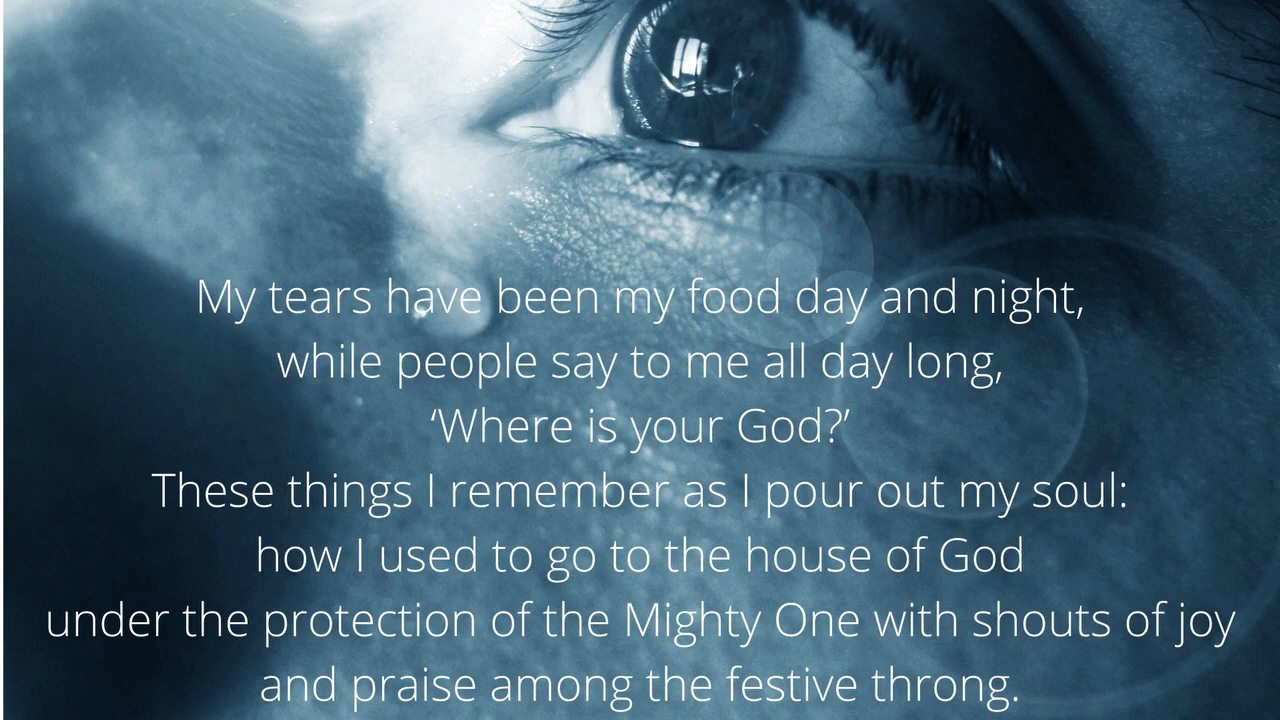 My tears have been my food day and night,
while people say to me all day long,
‘Where is your God?’
These things I remember as I pour out my soul:
how I used to go to the house of God
under the protection of the Mighty One with shouts of joy
and praise among the festive throng.